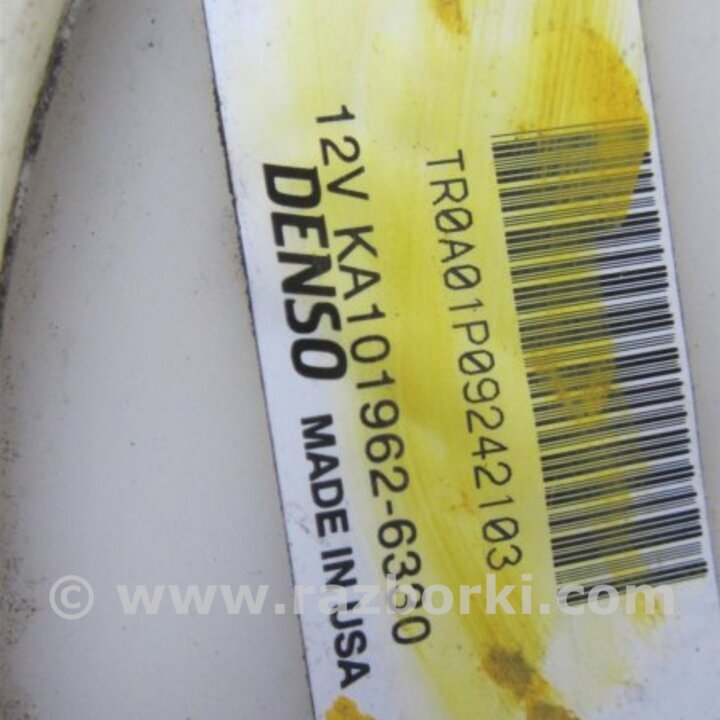 TR0A01P09242103
12V KA101962-6330
DENSO MADE IN USA
© www.razborki.com